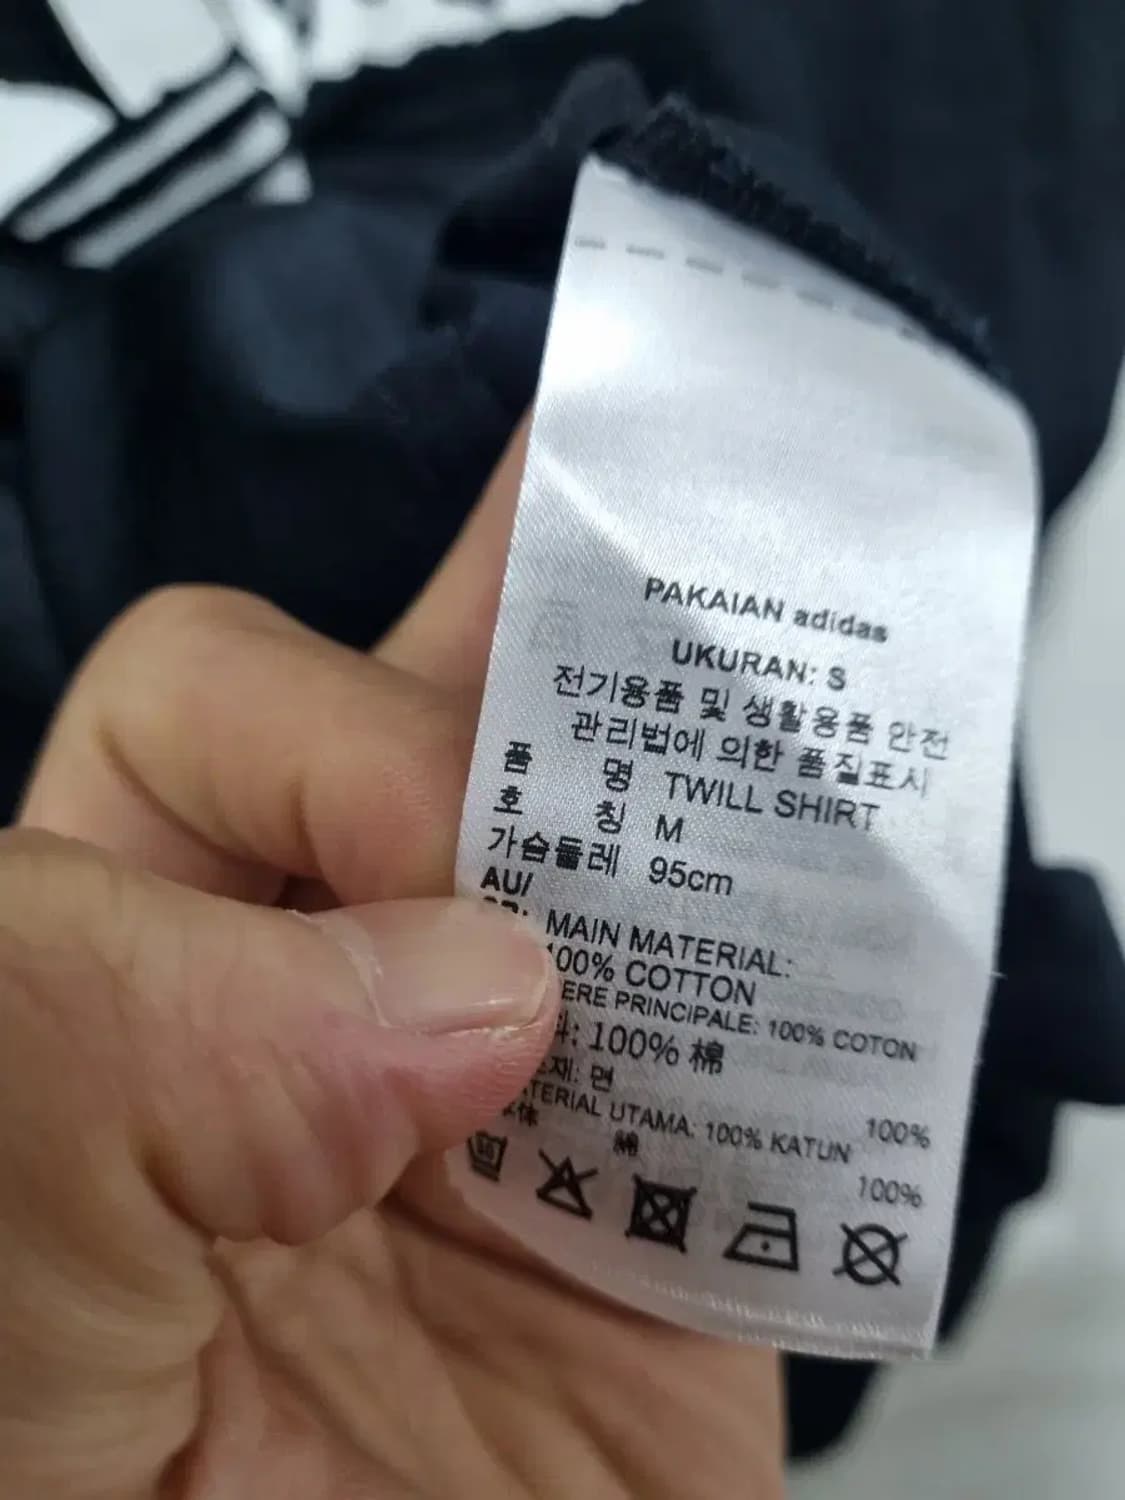 PAKAIAN adidas
UKURAN: S
전기용품 및 생활용품 안전
관리법에 의한 품질표시
품 명 TWILL SHIRT
호 칭 M
가슴둘레 95cm
AU/
MAIN MATERIAL:
100% COTTON
PRINCIPALE: 100% COTON
100% 棉
면 100%
UTAMA: 100% KATUN
綿 100%